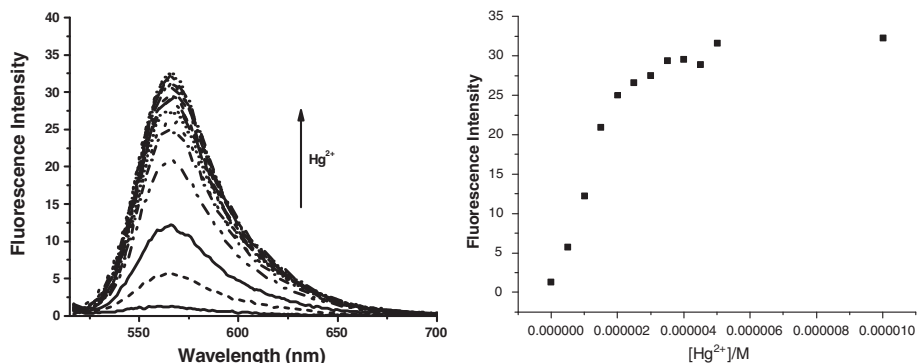 40
35
30
25
20
15
10
5
0
Fluorescence Intensity
Hg²⁺
550 600 650 700
Wavelength (nm)
35
30
25
20
15
10
5
0
Fluorescence Intensity
0.000000 0.000002 0.000004 0.000006 0.000008 0.000010
[Hg²⁺]/M